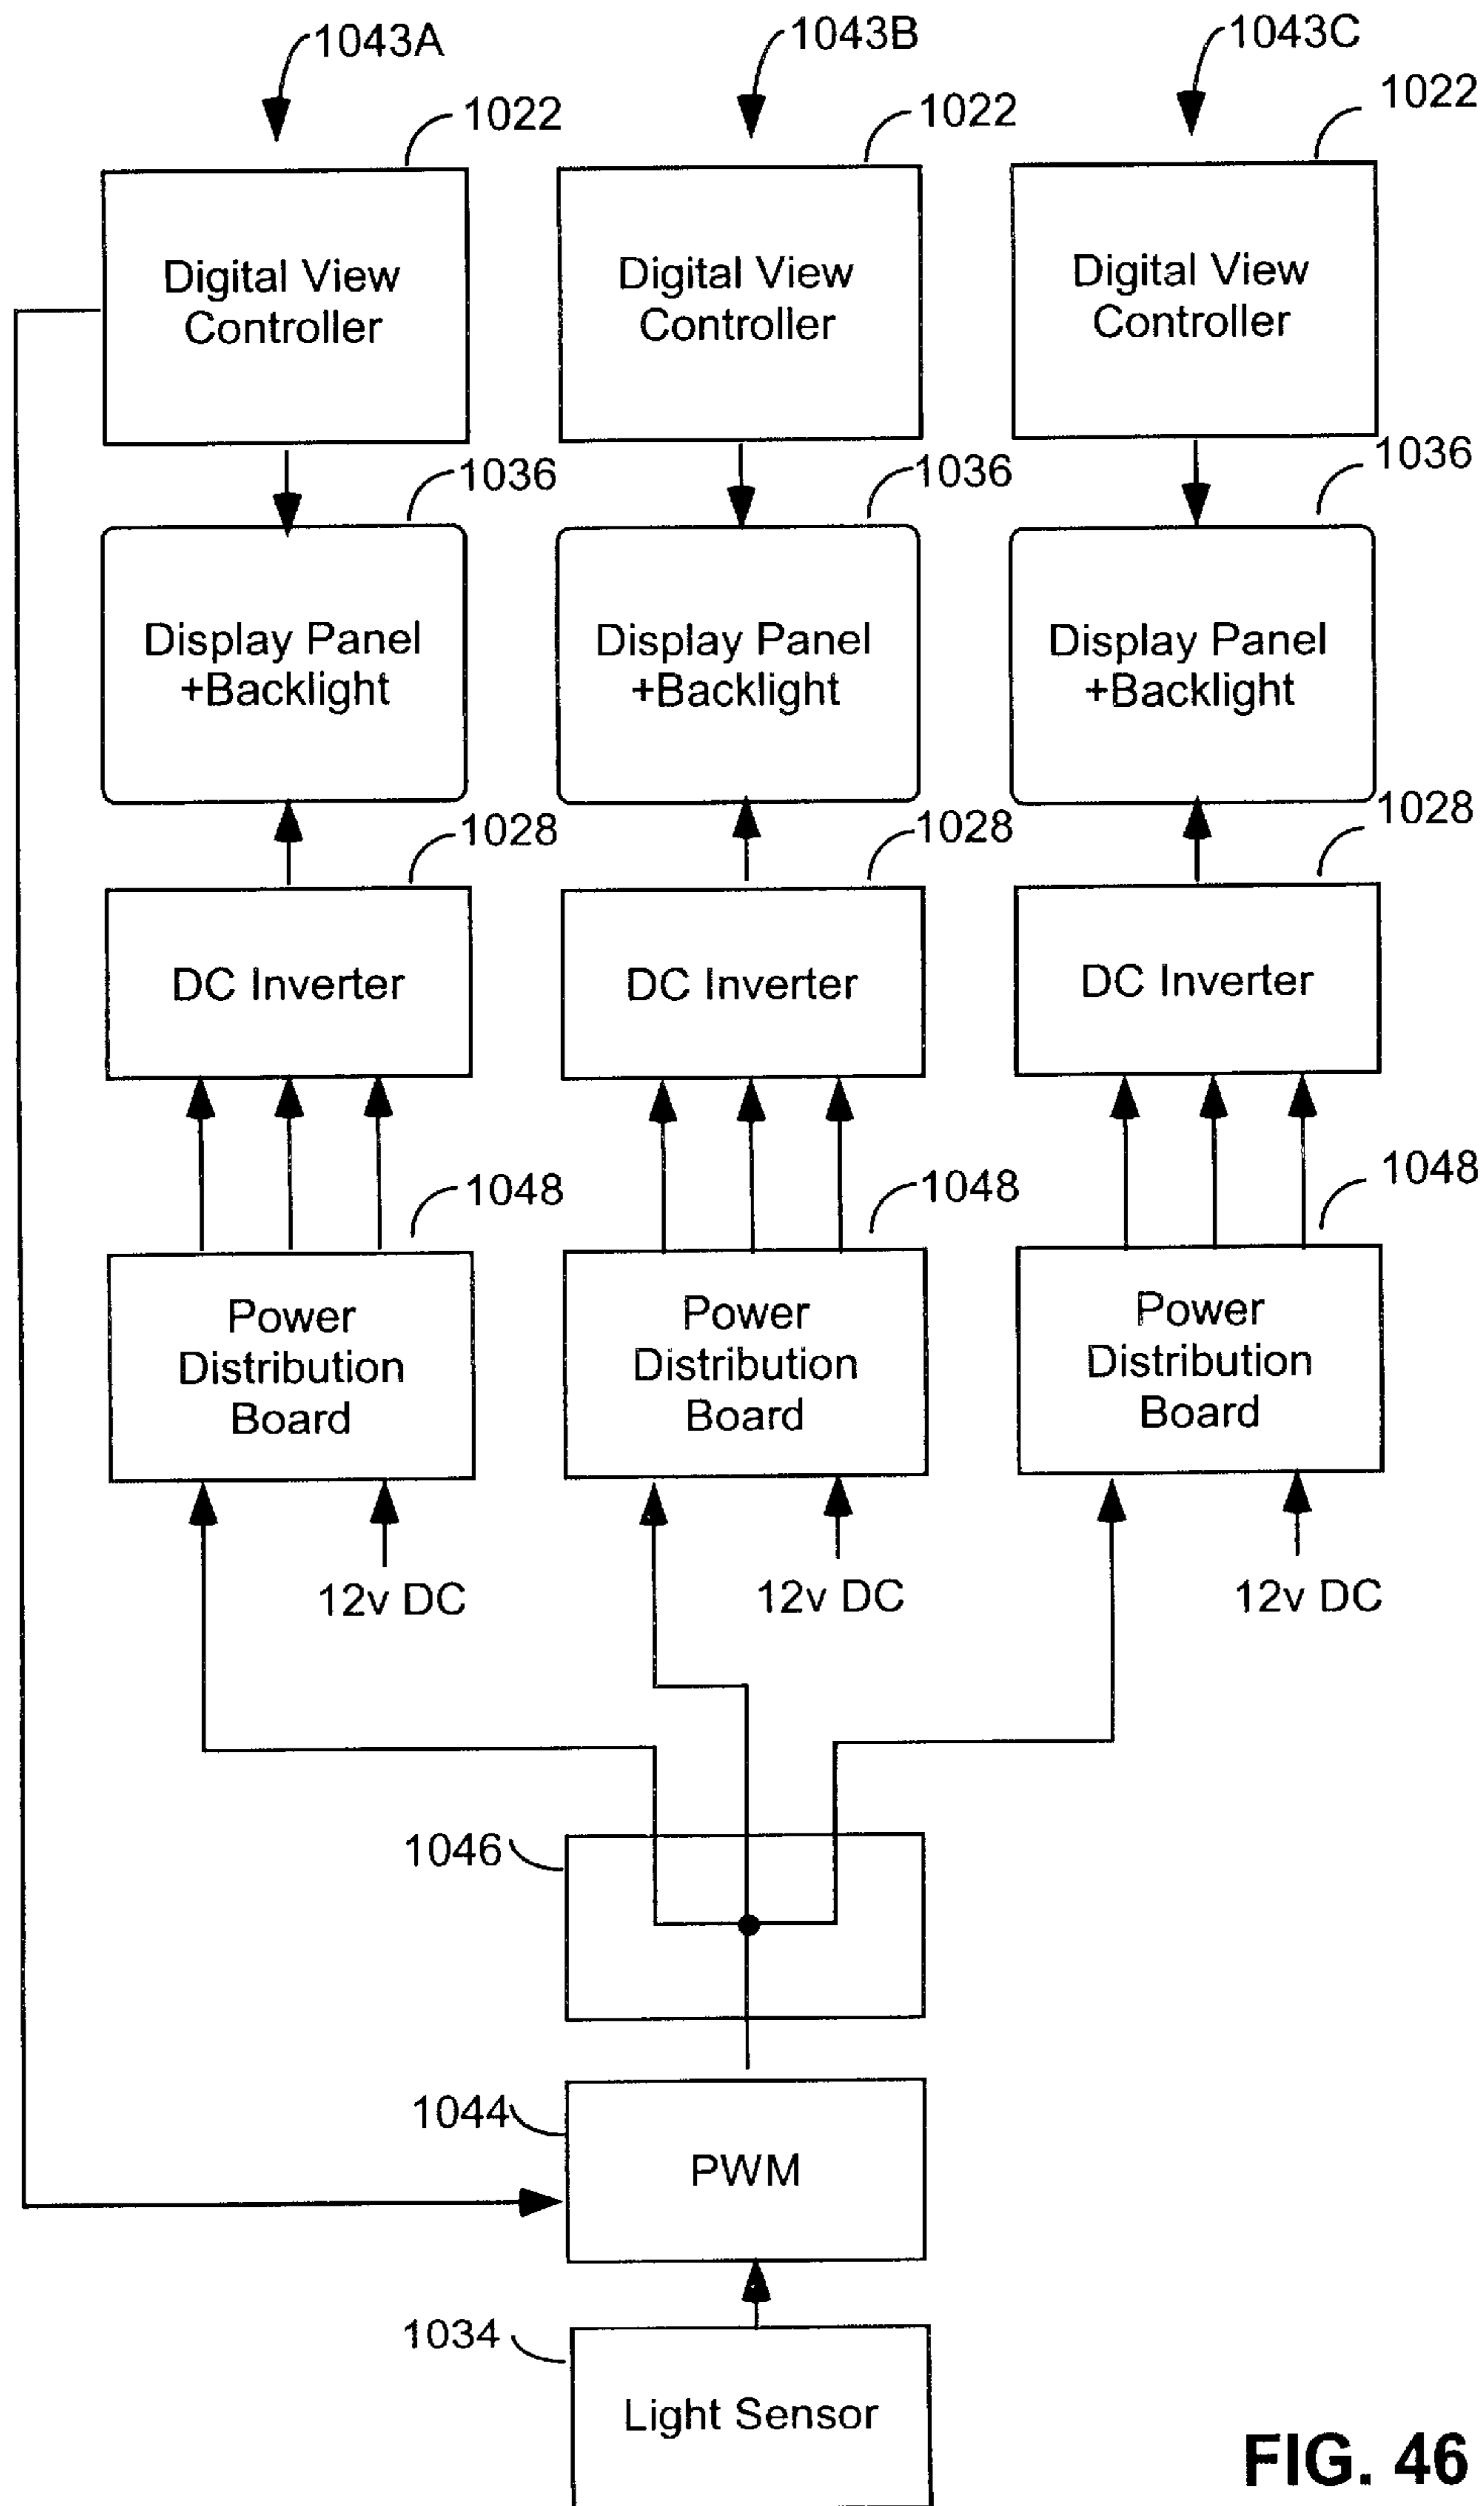 1043A
1043B
1043C
1022
1022
1022
Digital View
Controller
Digital View
Controller
Digital View
Controller
1036
1036
1036
Display Panel
+Backlight
Display Panel
+Backlight
Display Panel
+Backlight
1028
1028
1028
DC Inverter
DC Inverter
DC Inverter
1048
1048
1048
Power
Distribution
Board
Power
Distribution
Board
Power
Distribution
Board
12v DC
12v DC
12v DC
1046
1044
PWM
1034
Light Sensor
FIG. 46